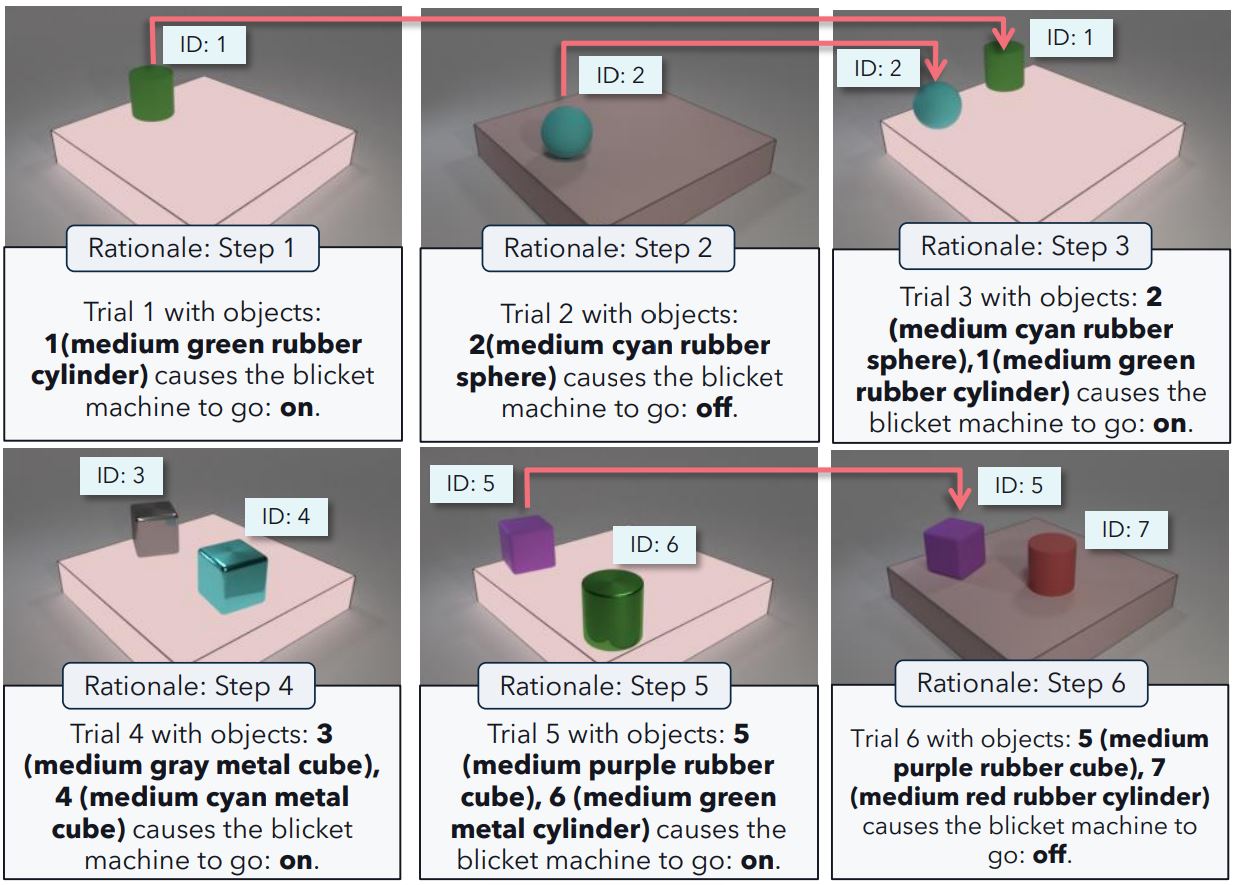 ID: 1
ID: 2
ID: 1
ID: 2
Rationale: Step 1
Trial 1 with objects:
1(medium green rubber
cylinder) causes the blicket
machine to go: on.
Rationale: Step 2
Trial 2 with objects:
2(medium cyan rubber
sphere) causes the blicket
machine to go: off.
Rationale: Step 3
Trial 3 with objects: 2
(medium cyan rubber
sphere),1(medium green
rubber cylinder) causes the
blicket machine to go: on.
ID: 3
ID: 4
Rationale: Step 4
Trial 4 with objects: 3
(medium gray metal cube),
4 (medium cyan metal
cube) causes the blicket
machine to go: on.
ID: 5
ID: 6
Rationale: Step 5
Trial 5 with objects: 5
(medium purple rubber
cube), 6 (medium green
metal cylinder) causes the
blicket machine to go: on.
ID: 5
ID: 7
Rationale: Step 6
Trial 6 with objects: 5 (medium
purple rubber cube), 7
(medium red rubber cylinder)
causes the blicket machine to
go: off.